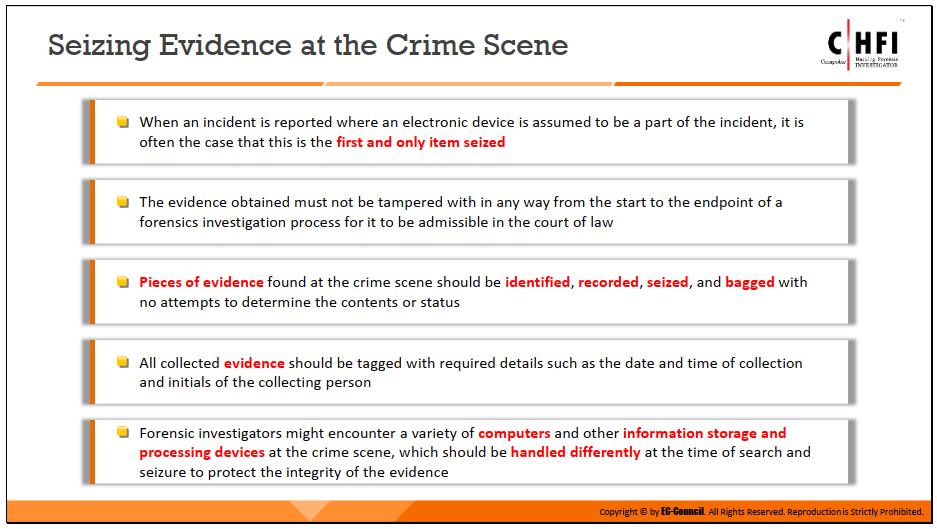 Seizing Evidence at the Crime Scene
CHFI
Computer Hacking Forensic
INVESTIGATOR
When an incident is reported where an electronic device is assumed to be a part of the incident, it is
often the case that this is the first and only item seized
The evidence obtained must not be tampered with in any way from the start to the endpoint of a
forensics investigation process for it to be admissible in the court of law
Pieces of evidence found at the crime scene should be identified, recorded, seized, and bagged with
no attempts to determine the contents or status
All collected evidence should be tagged with required details such as the date and time of collection
and initials of the collecting person
Forensic investigators might encounter a variety of computers and other information storage and
processing devices at the crime scene, which should be handled differently at the time of search and
seizure to protect the integrity of the evidence
Copyright © by EC-Council. All Rights Reserved. Reproduction is Strictly Prohibited.